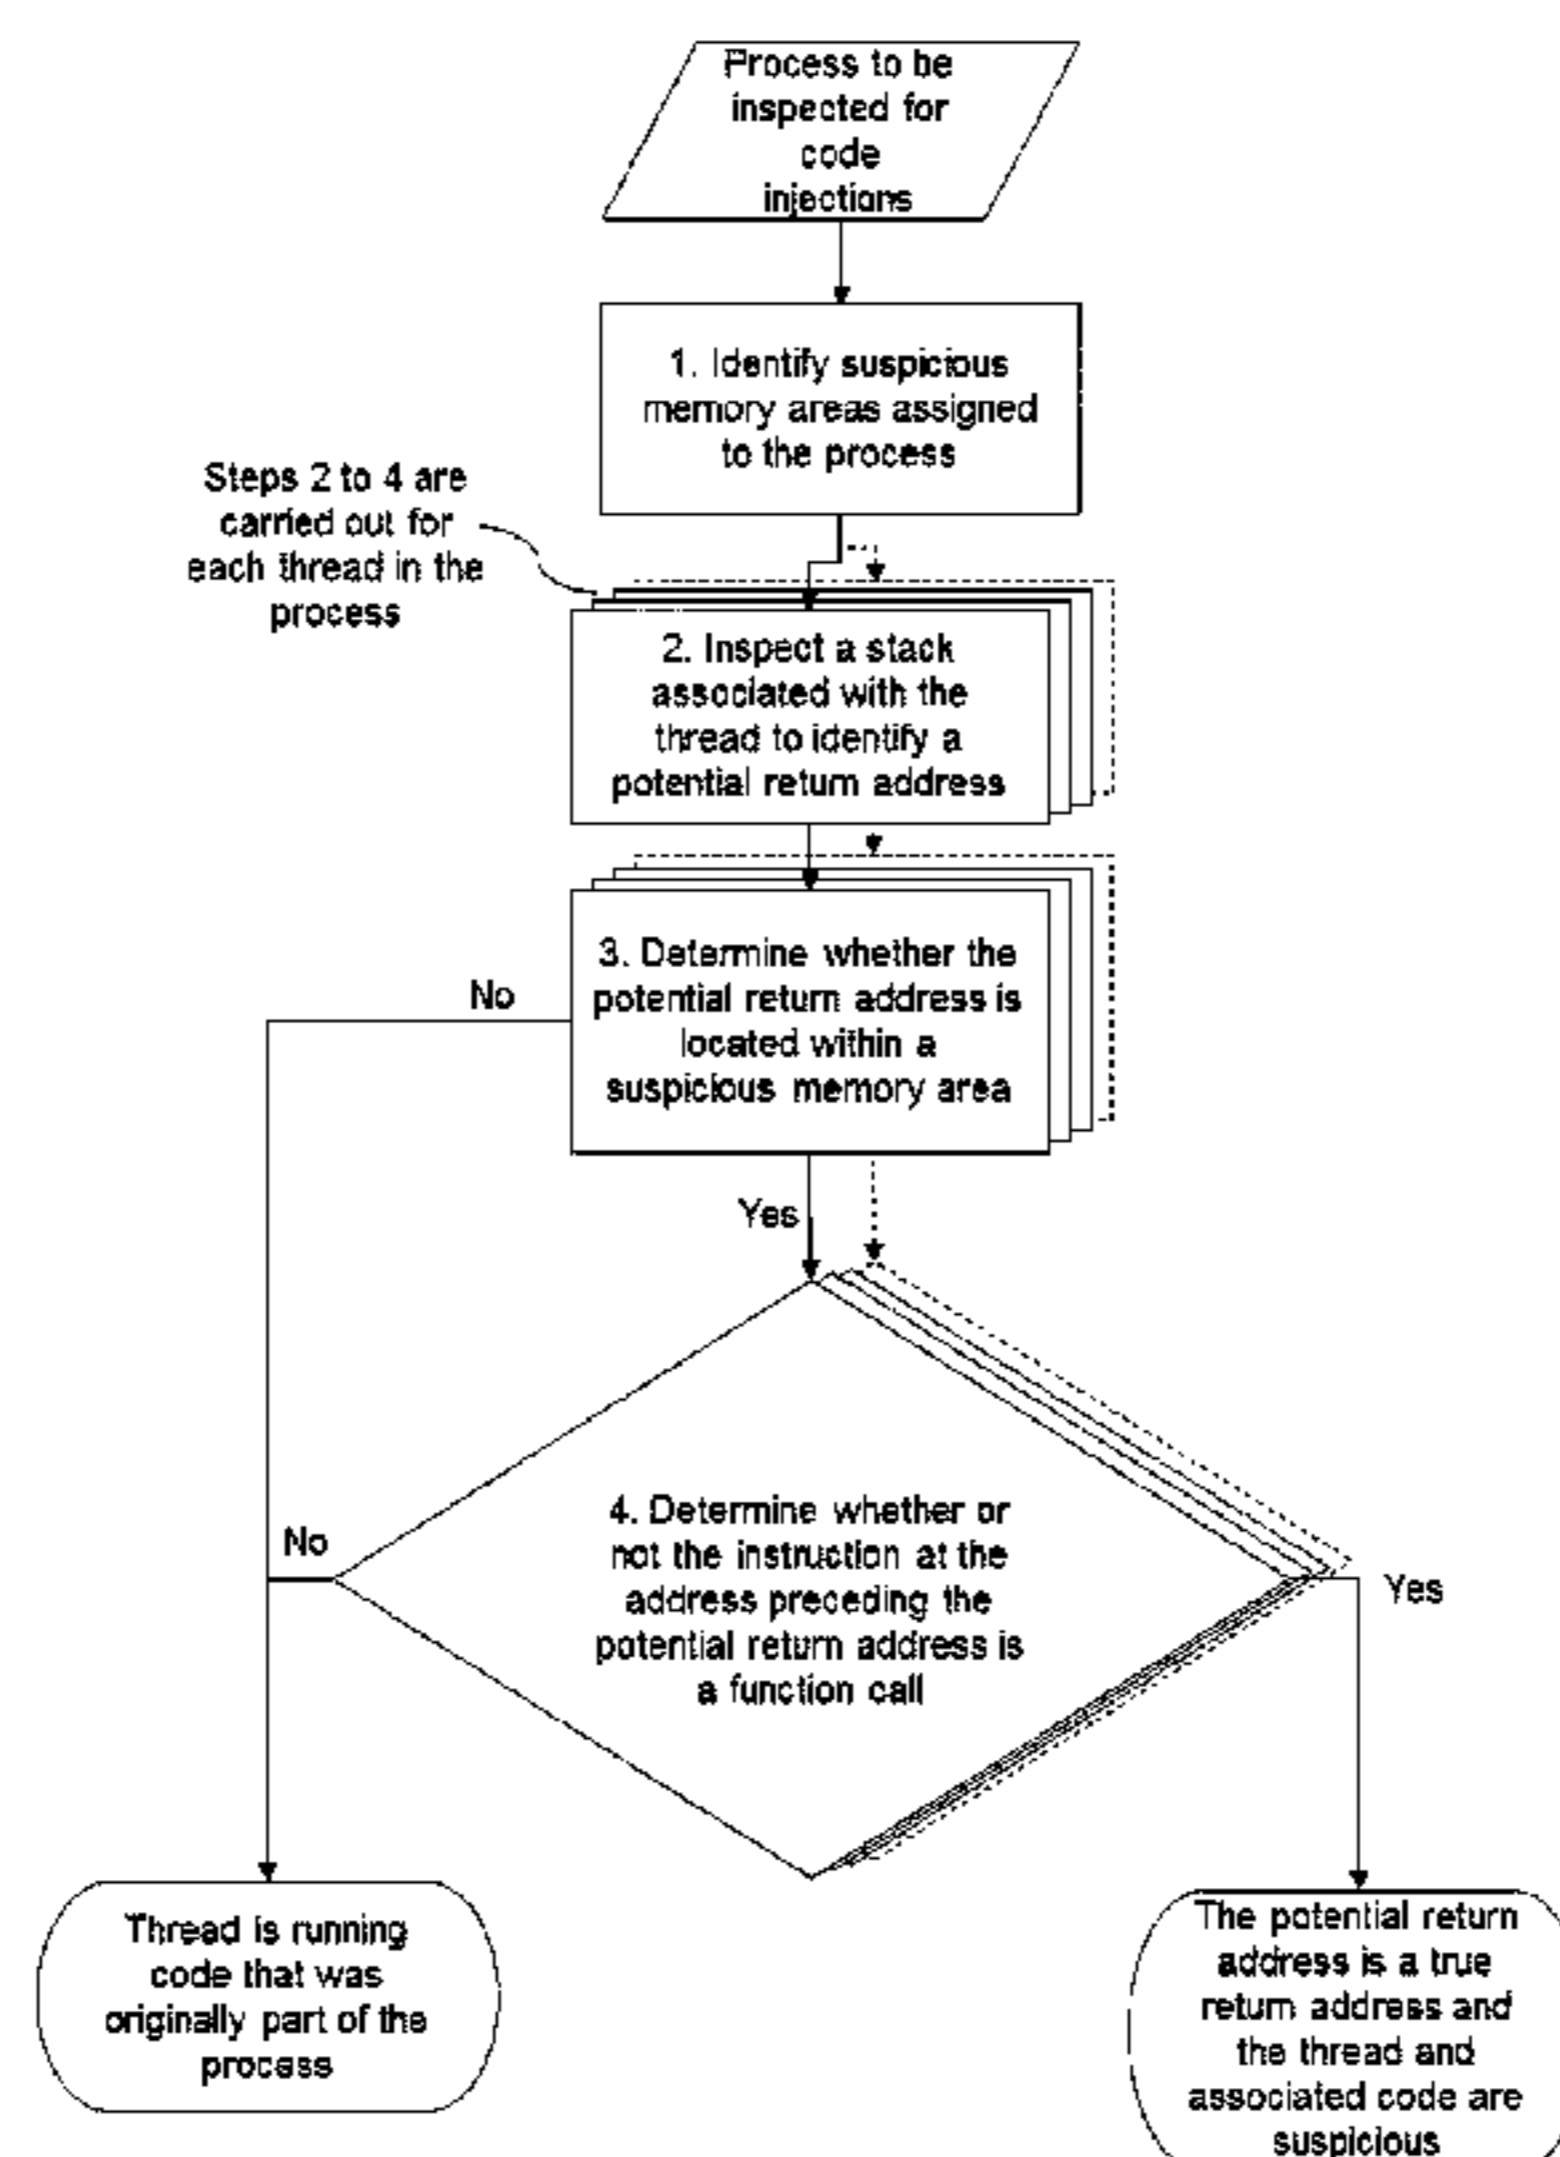 Process to be
inspected for
code
injections
1. Identify suspicious
memory areas assigned
to the process
Steps 2 to 4 are
carried out for
each thread in the
process
2. Inspect a stack
associated with the
thread to identify a
potential return address
3. Determine whether the
potential return address is
located within a
suspicious memory area
No
Yes
4. Determine whether or
not the instruction at the
address preceding the
potential return address is
a function call
No
Yes
Thread is running
code that was
originally part of the
process
The potential return
address is a true
return address and
the thread and
associated code are
suspicious